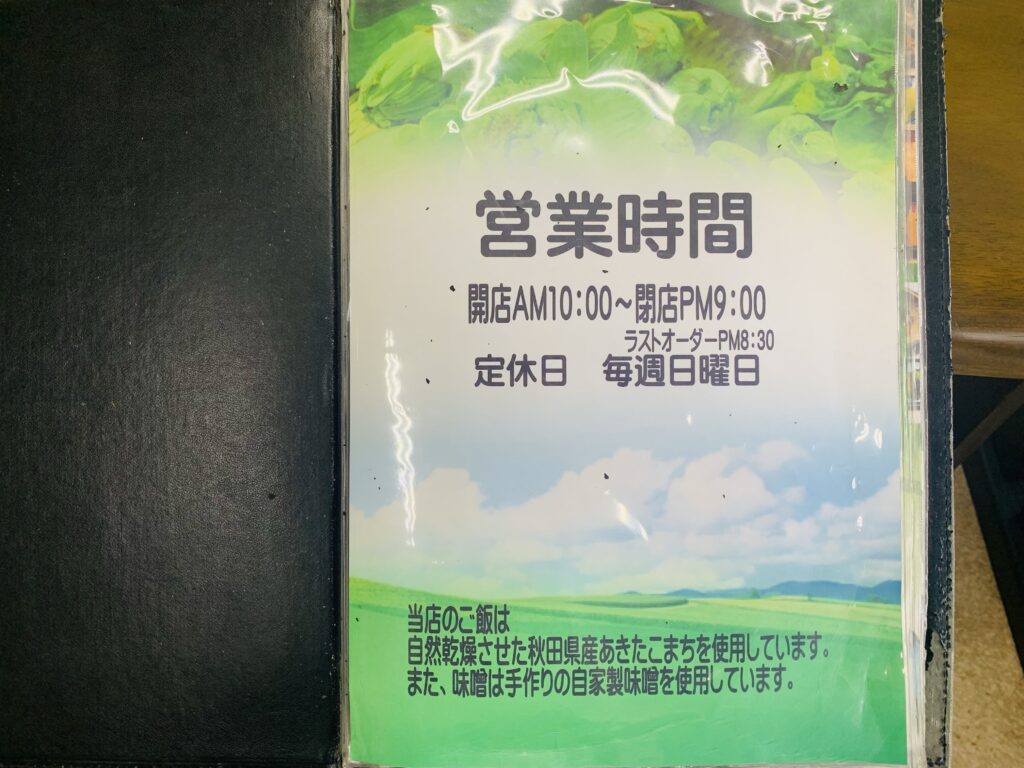 営業時間
開店AM10:00～閉店PM9:00
ラストオーダーPM8:30
定休日　毎週日曜日
当店のご飯は
自然乾燥させた秋田県産あきたこまちを使用しています。
また、味噌は手作りの自家製味噌を使用しています。